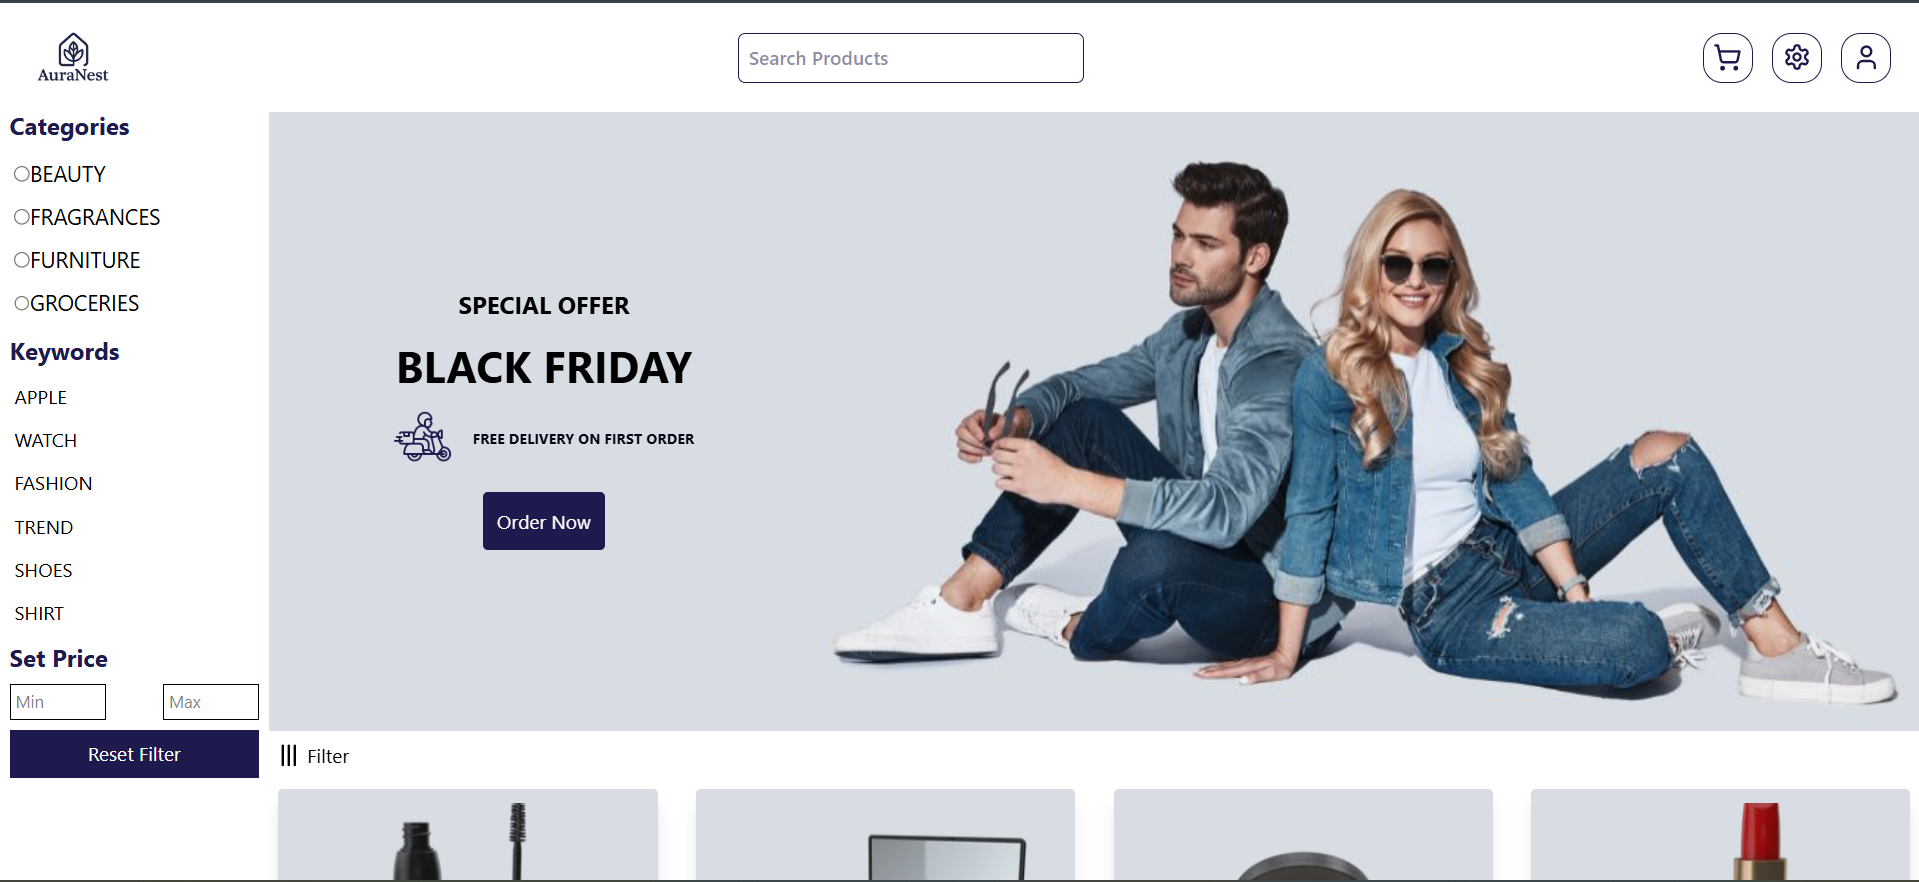 AuraNest
Search Products
Categories
BEAUTY
FRAGRANCES
FURNITURE
GROCERIES
Keywords
APPLE
WATCH
FASHION
TREND
SHOES
SHIRT
Set Price
Min Max
Reset Filter
SPECIAL OFFER
BLACK FRIDAY
FREE DELIVERY ON FIRST ORDER
Order Now
Filter